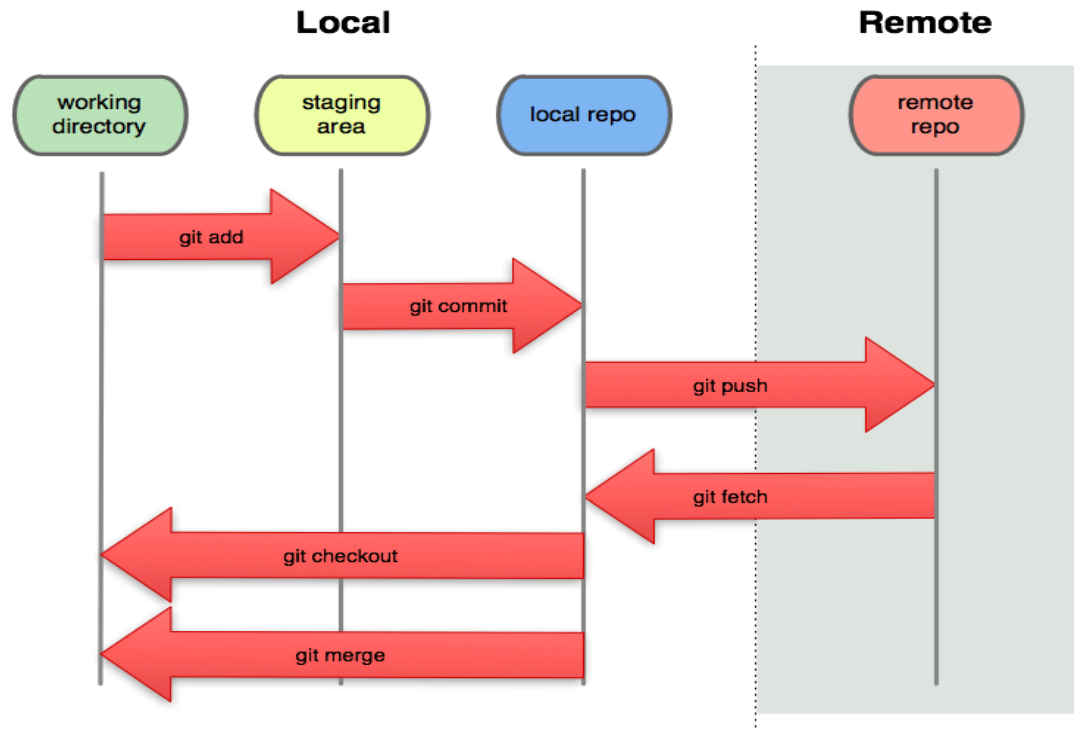 Local
Remote
working
directory
staging
area
local repo
remote
repo
git add
git commit
git push
git fetch
git checkout
git merge